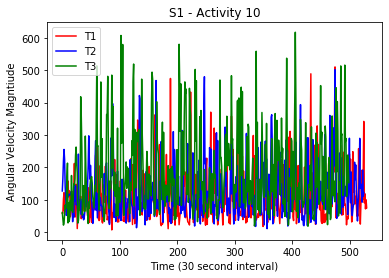 S1 - Activity 10
T1
T2
T3
600
500
400
300
200
100
0
Angular Velocity Magntiude
0
100
200
300
400
500
Time (30 second interval)